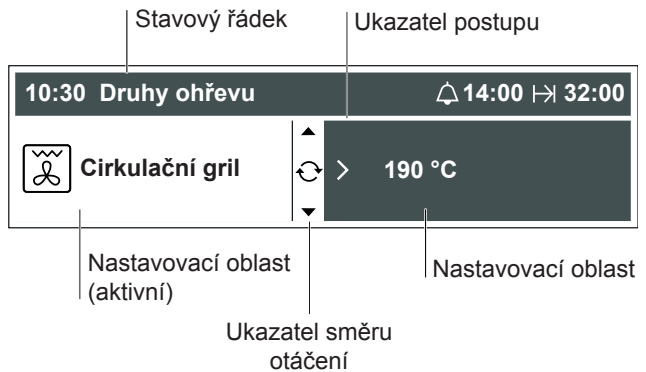 Stavový řádek
Ukazatel postupu
10:30 Druhy ohřevu 14:00 32:00
Cirkulační gril
190 °C
Nastavovací oblast
(aktivní)
Nastavovací oblast
Ukazatel směru
otáčení